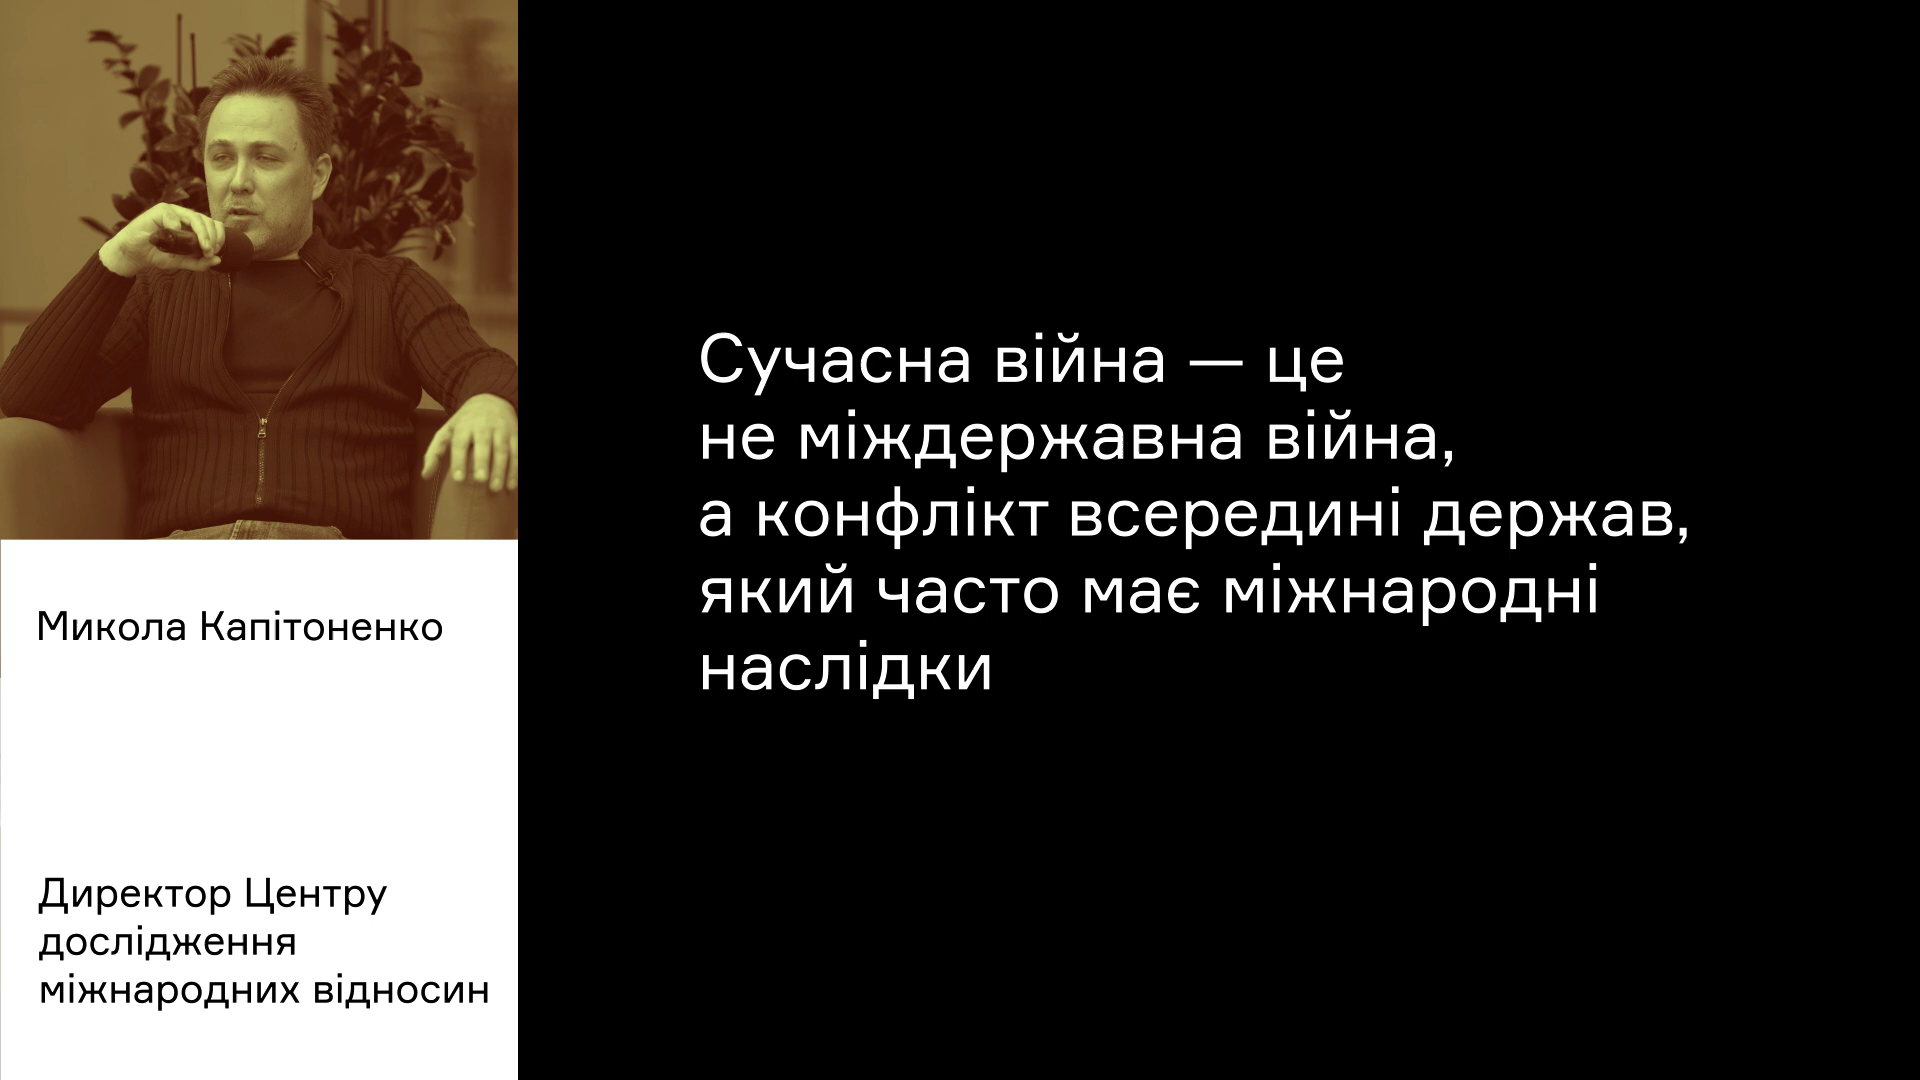 Микола Капітоненко
Директор Центру
дослідження
міжнародних відносин
Сучасна війна — це
не міждержавна війна,
а конфлікт всередині держав,
який часто має міжнародні
наслідки